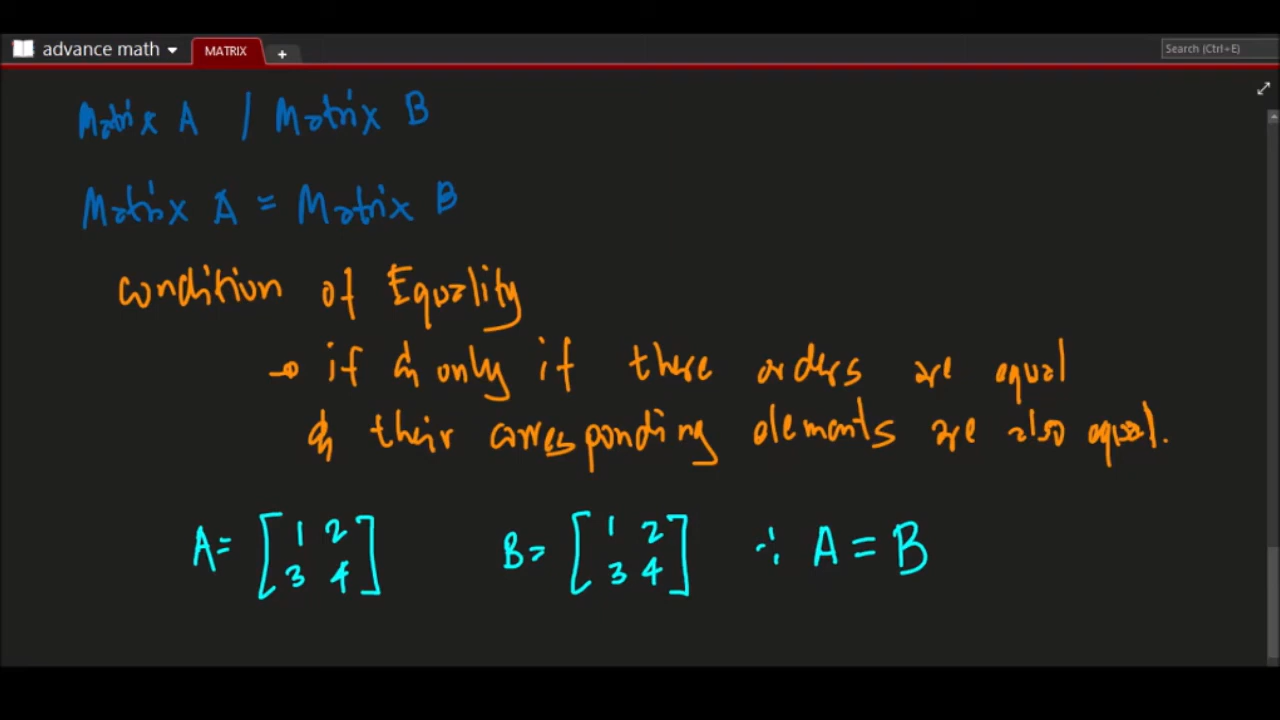 advance math
MATRIX
+
Search (Ctrl+E)
Matrix A / Matrix B
Matrix A = Matrix B
condition of Equality
→ if & only if there orders are equal
& their corresponding elements are also equal.
A = [1 2 3 4] B = [1 2 3 4] ∴ A = B